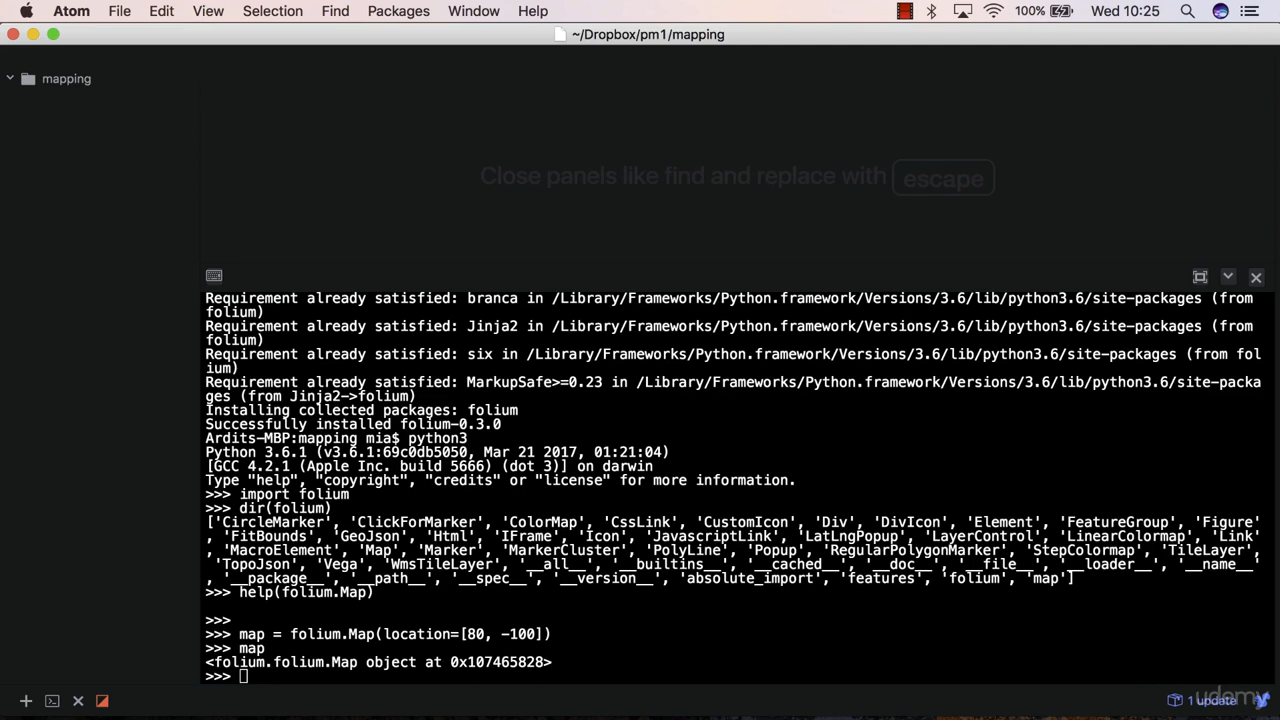 Atom File Edit View Selection Find Packages Window Help 100% Wed 10:25
~/Dropbox/pm1/mapping
mapping
Close panels like find and replace with escape
Requirement already satisfied: branca in /Library/Frameworks/Python.framework/Versions/3.6/lib/python3.6/site-packages (from
folium)
Requirement already satisfied: Jinja2 in /Library/Frameworks/Python.framework/Versions/3.6/lib/python3.6/site-packages (from
folium)
Requirement already satisfied: six in /Library/Frameworks/Python.framework/Versions/3.6/lib/python3.6/site-packages (from fol
ium)
Requirement already satisfied: MarkupSafe>=0.23 in /Library/Frameworks/Python.framework/Versions/3.6/lib/python3.6/site-packa
ges (from Jinja2->folium)
Installing collected packages: folium
Successfully installed folium-0.3.0
Ardits-MBP:mapping mia$ python3
Python 3.6.1 (v3.6.1:69c0db5050, Mar 21 2017, 01:21:04)
[GCC 4.2.1 (Apple Inc. build 5666) (dot 3)] on darwin
Type "help", "copyright", "credits" or "license" for more information.
>>> import folium
>>> dir(folium)
['CircleMarker', 'ClickForMarker', 'ColorMap', 'CssLink', 'CustomIcon', 'Div', 'DivIcon', 'Element', 'FeatureGroup', 'Figure'
, 'FitBounds', 'GeoJson', 'Html', 'IFrame', 'Icon', 'JavascriptLink', 'LatLngPopup', 'LayerControl', 'LinearColormap', 'Link'
, 'MacroElement', 'Map', 'Marker', 'MarkerCluster', 'PolyLine', 'Popup', 'RegularPolygonMarker', 'StepColormap', 'TileLayer',
'TopoJson', 'Vega', 'WmsTileLayer', '__all__', '__builtins__', '__cached__', '__doc__', '__file__', '__loader__', '__name__'
, '__package__', '__path__', '__spec__', '__version__', 'absolute_import', 'features', 'folium', 'map']
>>> help(folium.Map)
>>>
>>> map = folium.Map(location=[80, -100])
>>> map
<folium.folium.Map object at 0x107465828>
>>>
1 update
udemy